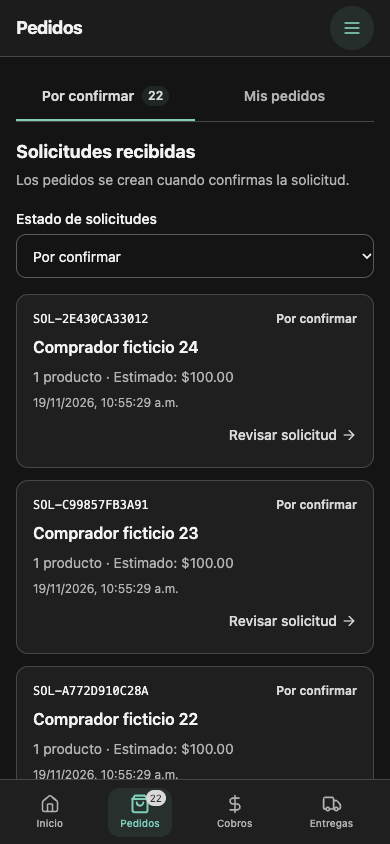 Pedidos
Por confirmar 22
Mis pedidos
Solicitudes recibidas
Los pedidos se crean cuando confirmas la solicitud.
Estado de solicitudes
Por confirmar
SOL-2E430CA33012 Por confirmar
Comprador ficticio 24
1 producto · Estimado: $100.00
19/11/2026, 10:55:29 a.m.
Revisar solicitud →
SOL-C99857FB3A91 Por confirmar
Comprador ficticio 23
1 producto · Estimado: $100.00
19/11/2026, 10:55:29 a.m.
Revisar solicitud →
SOL-A772D910C28A Por confirmar
Comprador ficticio 22
1 producto · Estimado: $100.00
19/11/2026, 10:55:29 a.m.
22
Inicio Pedidos Cobros Entregas